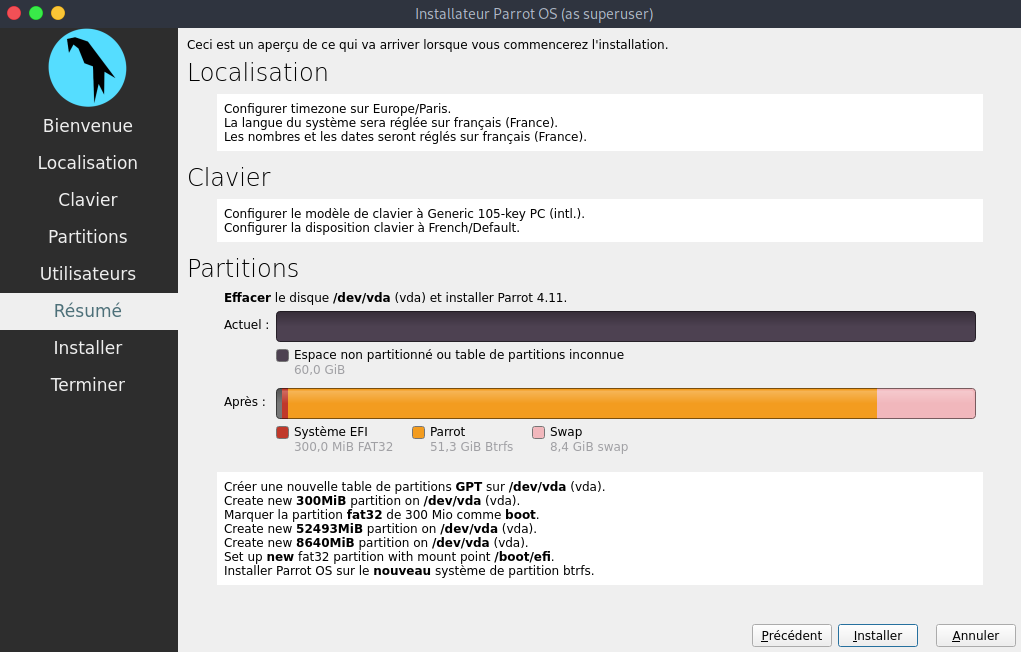 Installateur Parrot OS (as superuser)
Bienvenue
Localisation
Clavier
Partitions
Utilisateurs
Résumé
Installer
Terminer
Ceci est un aperçu de ce qui va arriver lorsque vous commencerez l'installation.
Localisation
Configurer timezone sur Europe/Paris.
La langue du système sera réglée sur français (France).
Les nombres et les dates seront réglés sur français (France).
Clavier
Configurer le modèle de clavier à Generic 105-key PC (intl.).
Configurer la disposition clavier à French/Default.
Partitions
Effacer le disque /dev/vda (vda) et installer Parrot 4.11.
Actuel :
Espace non partitionné ou table de partitions inconnue
60,0 GiB
Après :
Système EFI Parrot Swap
300,0 MiB FAT32 51,3 GiB Btrfs 8,4 GiB swap
Créer une nouvelle table de partitions GPT sur /dev/vda (vda).
Create new 300MiB partition on /dev/vda (vda).
Marquer la partition fat32 de 300 Mio comme boot.
Create new 52493MiB partition on /dev/vda (vda).
Create new 8640MiB partition on /dev/vda (vda).
Set up new fat32 partition with mount point /boot/efi.
Installer Parrot OS sur le nouveau système de partition btrfs.
Précédent Installer Annuler